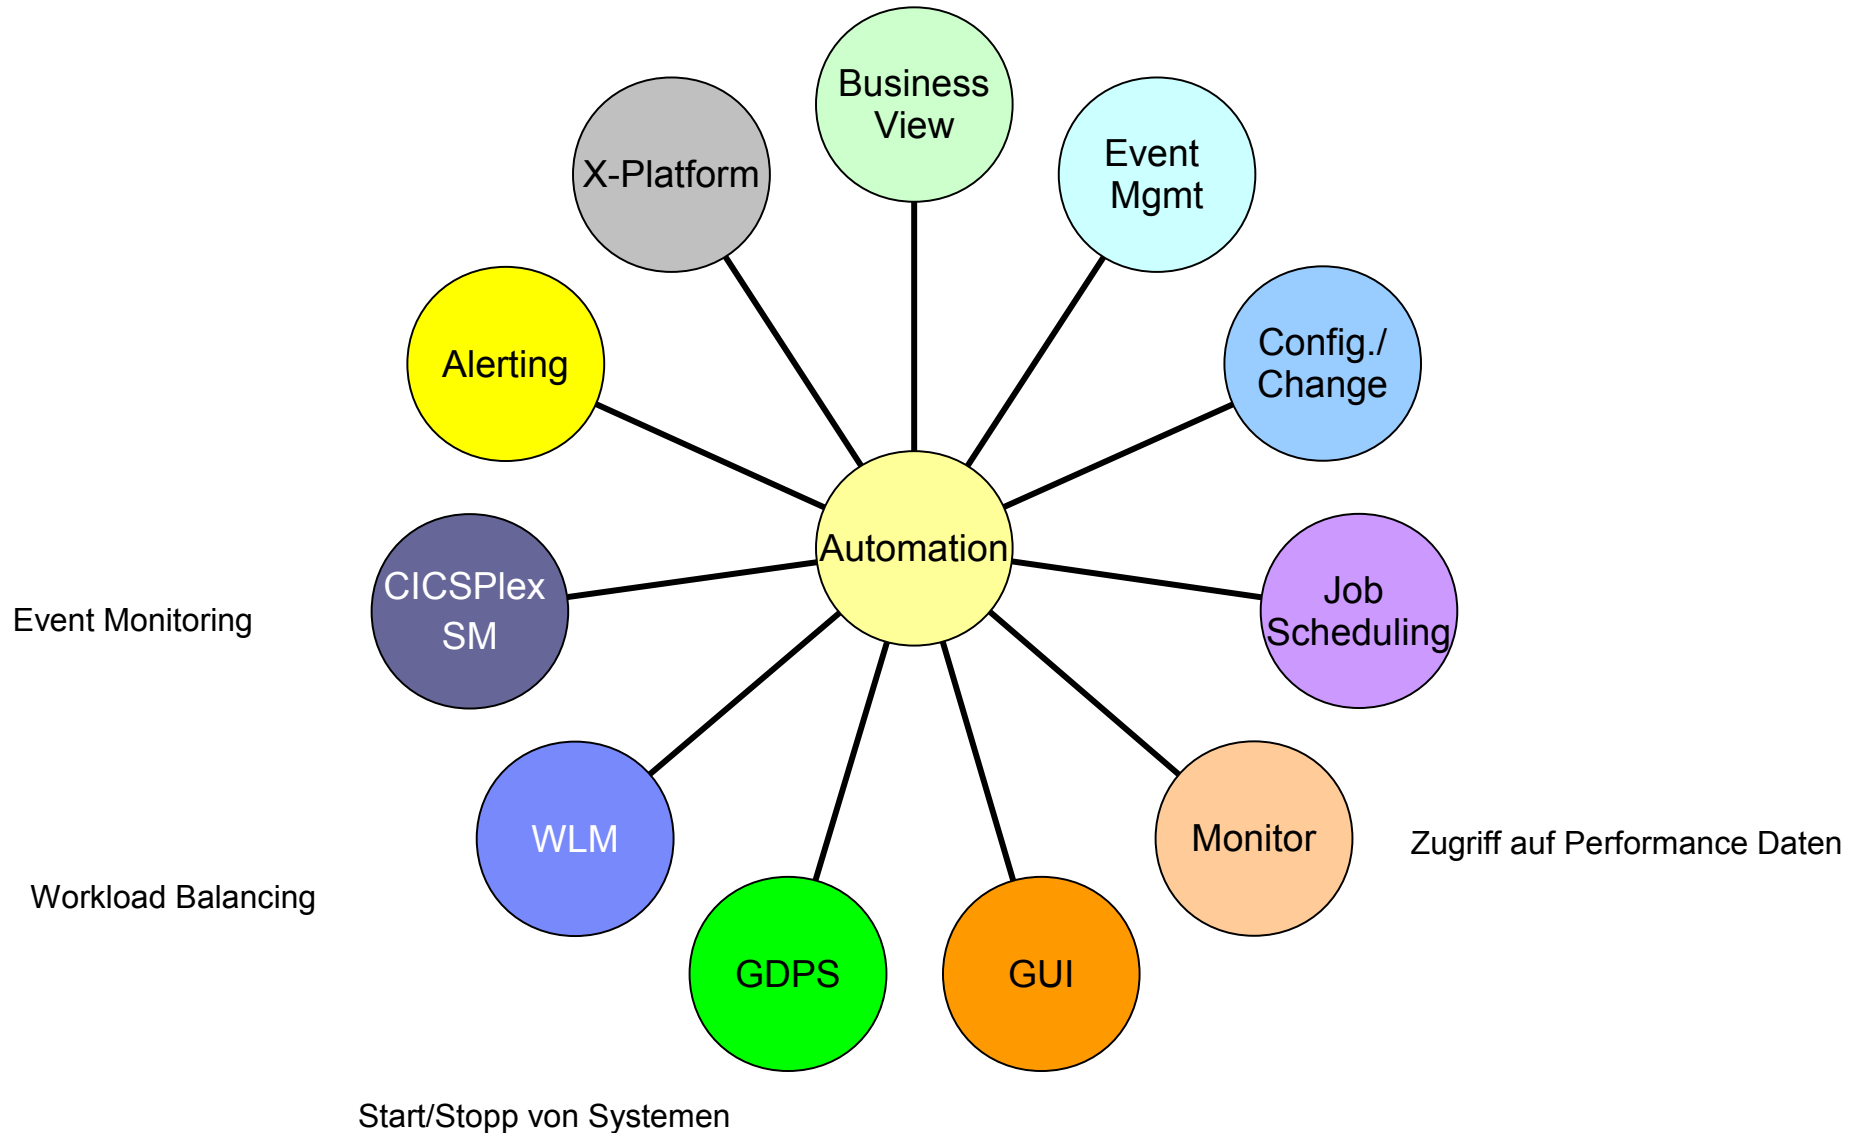 Business
View
Event
Mgmt
X-Platform
Config./
Change
Alerting
Automation
CICSPlex
SM
Event Monitoring
Job
Scheduling
WLM
Monitor
Zugriff auf Performance Daten
Workload Balancing
GDPS
GUI
Start/Stopp von Systemen